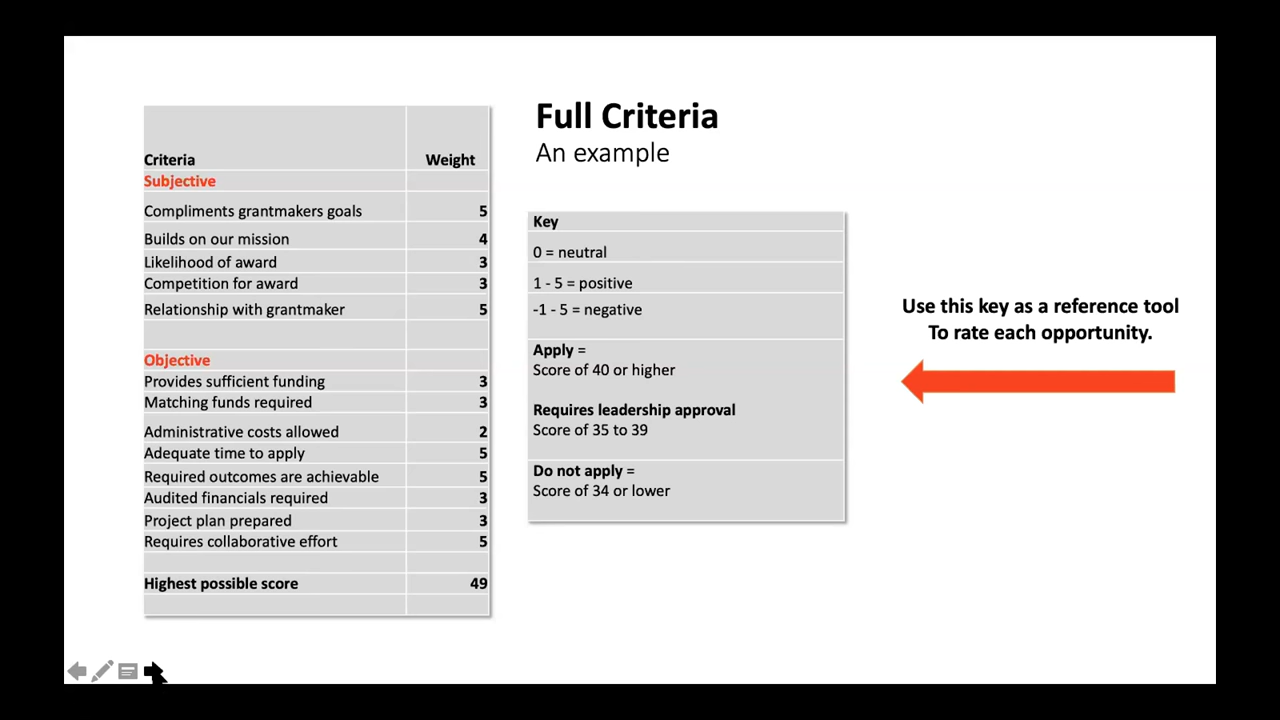 Full Criteria
An example
Criteria Weight
Subjective
Compliments grantmakers goals 5
Builds on our mission 4
Likelihood of award 3
Competition for award 3
Relationship with grantmaker 5
Objective
Provides sufficient funding 3
Matching funds required 3
Administrative costs allowed 2
Adequate time to apply 5
Required outcomes are achievable 5
Audited financials required 3
Project plan prepared 3
Requires collaborative effort 5
Highest possible score 49
Key
0 = neutral
1 - 5 = positive
-1 - 5 = negative
Apply =
Score of 40 or higher
Requires leadership approval
Score of 35 to 39
Do not apply =
Score of 34 or lower
Use this key as a reference tool
To rate each opportunity.